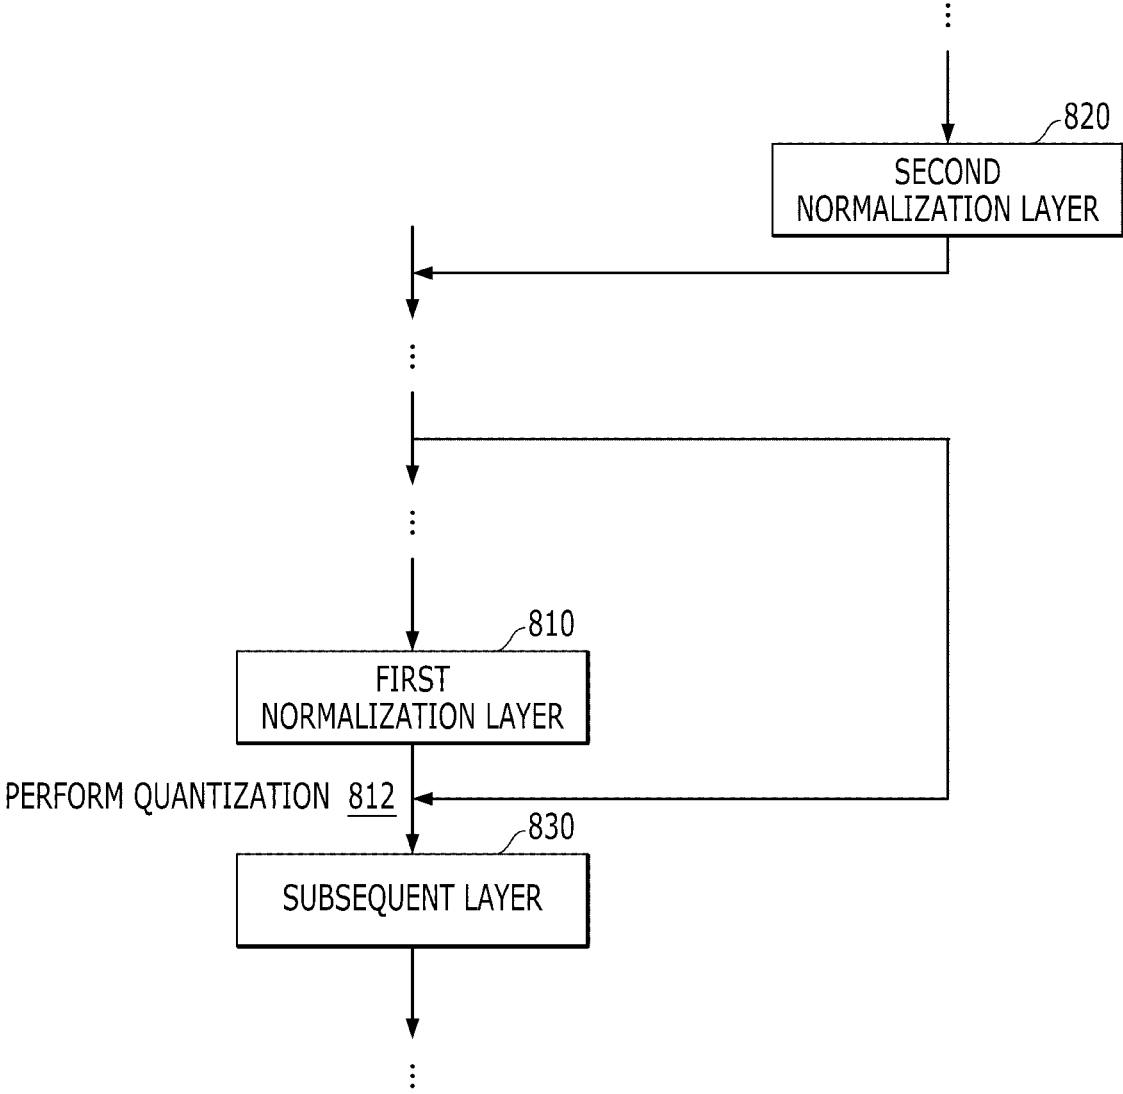 820
SECOND
NORMALIZATION LAYER
810
FIRST
NORMALIZATION LAYER
PERFORM QUANTIZATION 812
830
SUBSEQUENT LAYER